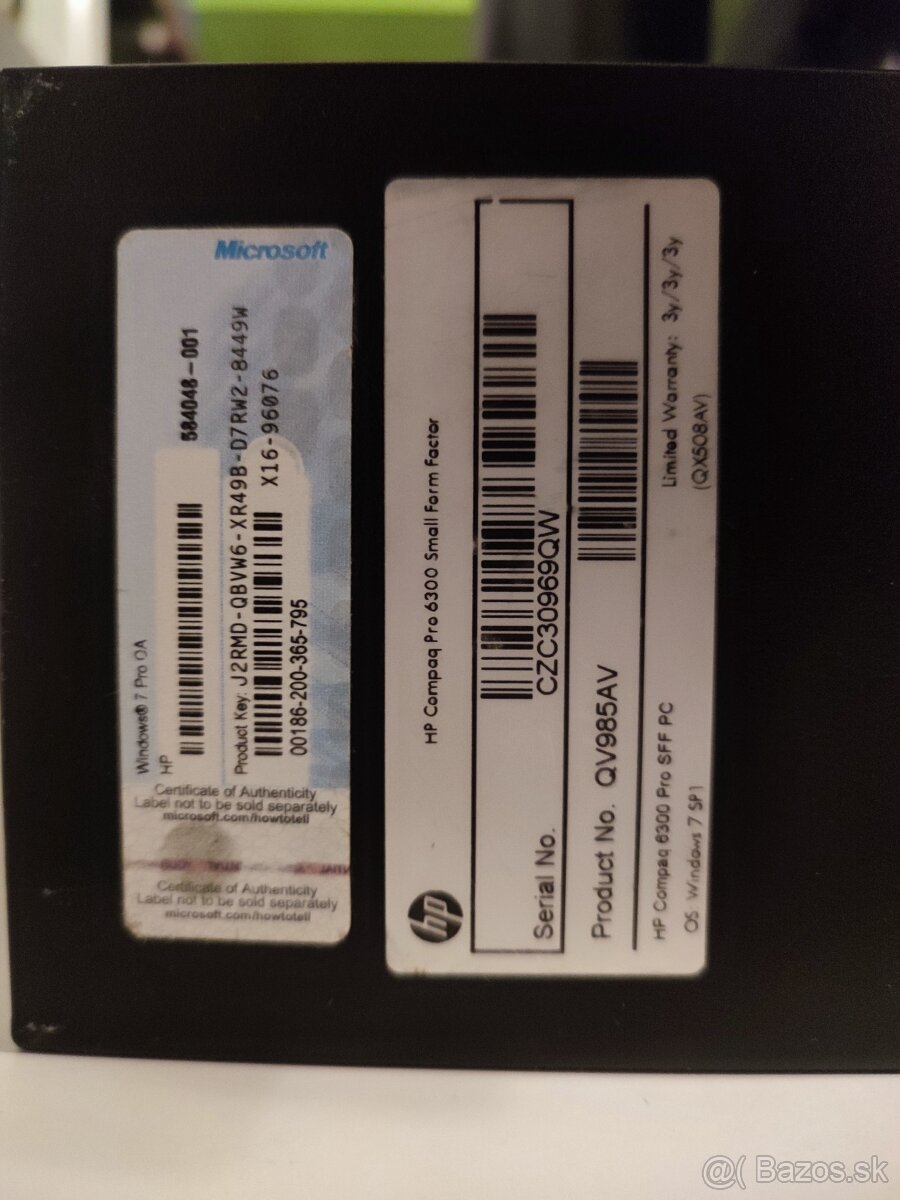 Microsoft
584048-001
Windows® 7 Pro OA
HP
Product Key: J2RMD-QBVW6-XR49B-D7RW2-8449W
X16-96076
00186-200-365-795
Certificate of Authenticity
Label not to be sold separately
microsoft.com/howtotell
Certificate of Authenticity
Label not to be sold separately
microsoft.com/howtotell
hp
HP Compaq Pro 6300 Small Form Factor
Serial No.
CZC30969QW
Product No. QV985AV
HP Compaq 6300 Pro SFF PC
Limited Warranty: 3y/3y/3y
OS: Windows 7 SP1
(QX508AV)
@( Bazos.sk